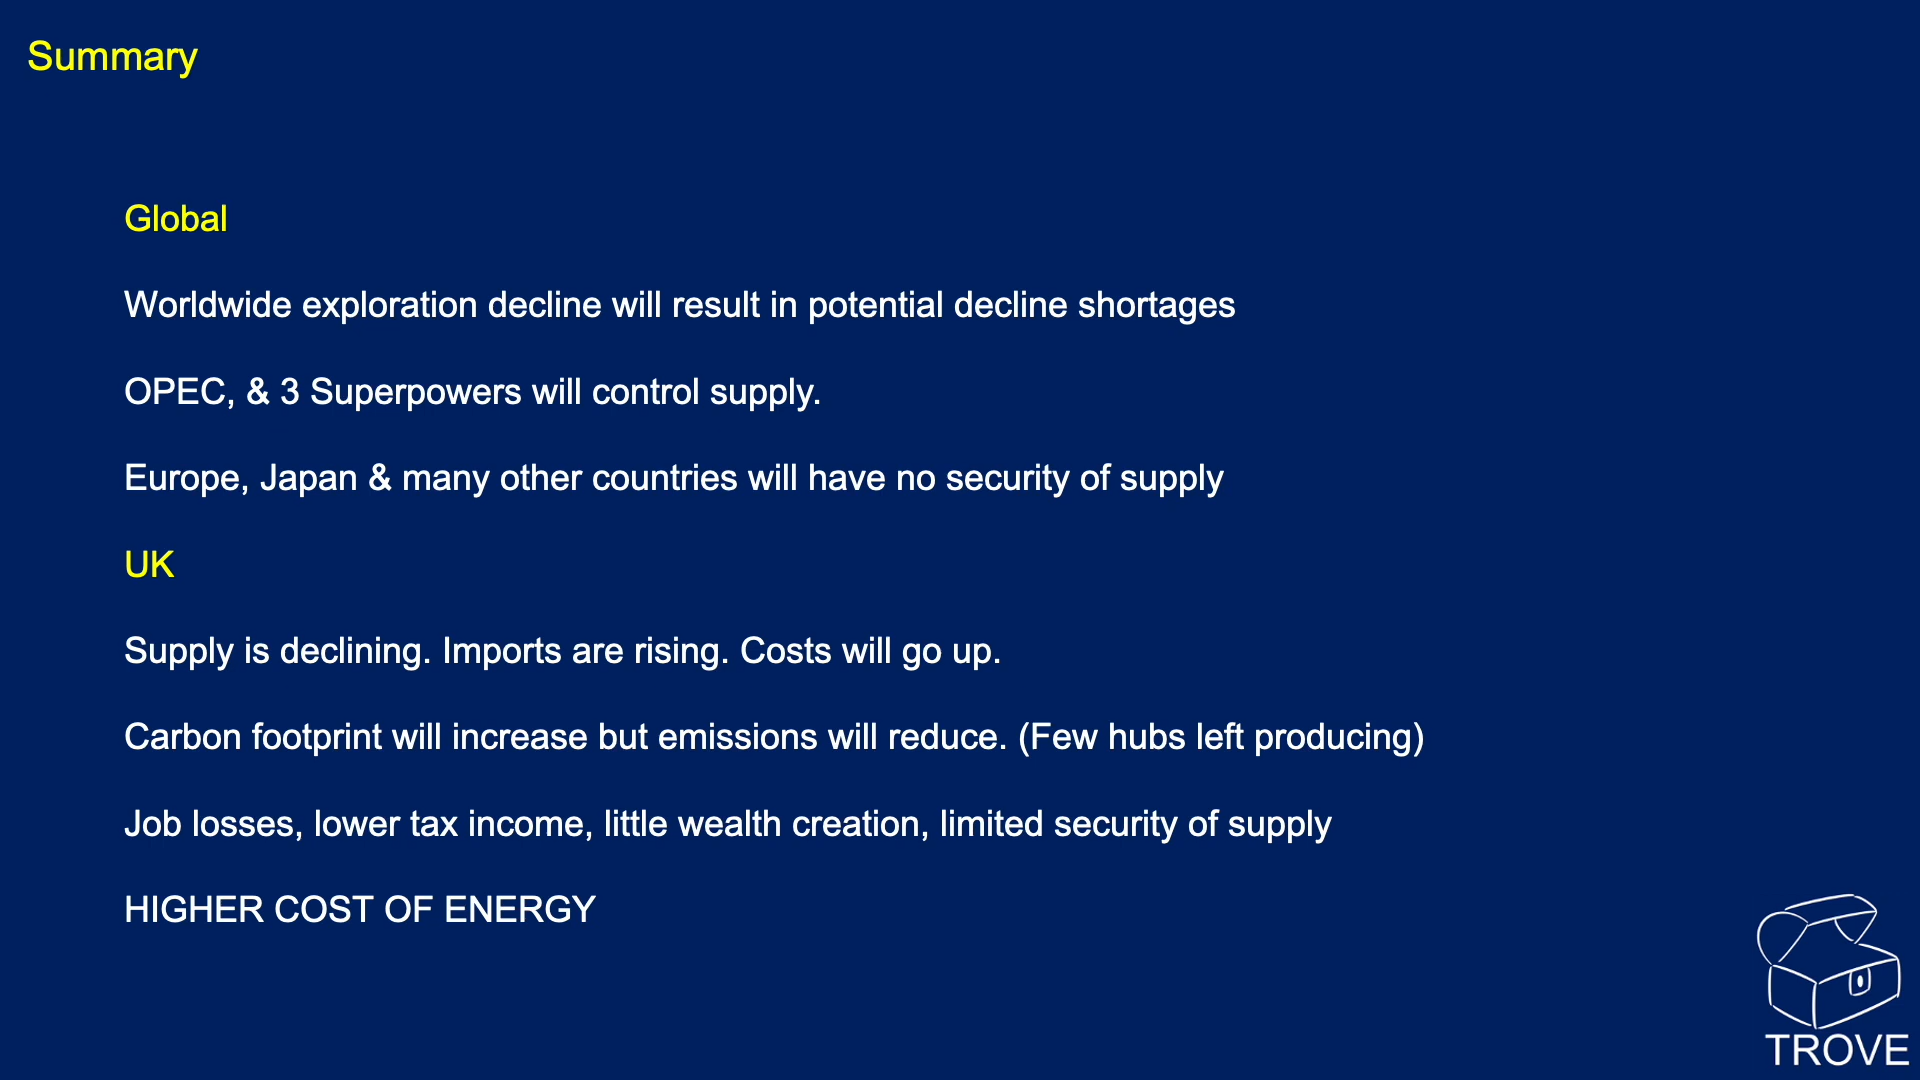 Summary
Global
Worldwide exploration decline will result in potential decline shortages
OPEC, & 3 Superpowers will control supply.
Europe, Japan & many other countries will have no security of supply
UK
Supply is declining. Imports are rising. Costs will go up.
Carbon footprint will increase but emissions will reduce. (Few hubs left producing)
Job losses, lower tax income, little wealth creation, limited security of supply
HIGHER COST OF ENERGY
TROVE